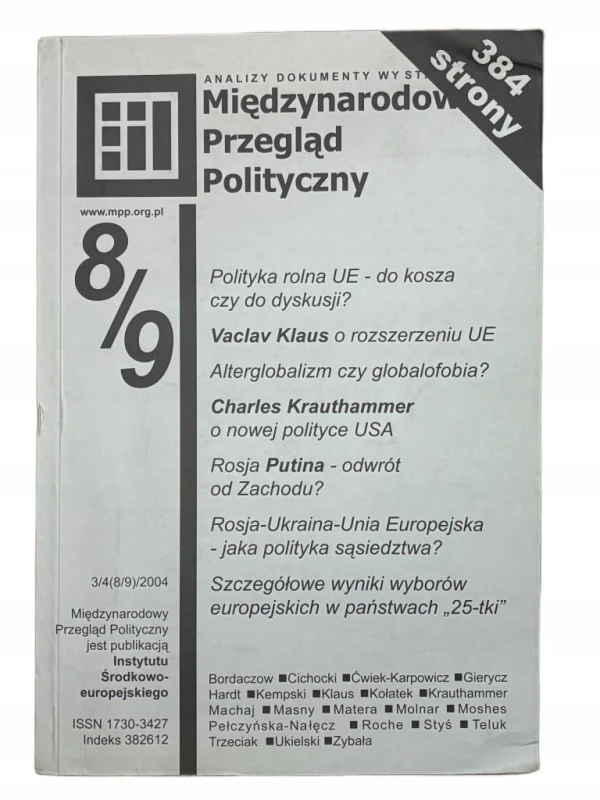 ANALIZY DOKUMENTY
384
strony
Międzynarodow
Przegląd
Polityczny
www.mpp.org.pl
8/9
Polityka rolna UE - do kosza
czy do dyskusji?
Vaclav Klaus o rozszerzeniu UE
Alterglobalizm czy globalofobia?
Charles Krauthammer
o nowej polityce USA
Rosja Putina - odwrót
od Zachodu?
Rosja-Ukraina-Unia Europejska
- jaka polityka sąsiedztwa?
Szczegółowe wyniki wyborów
europejskich w państwach „25-tki”
3/4(8/9)/2004
Międzynarodowy
Przegląd Polityczny
jest publikacją
Instytutu
Środkowo-
europejskiego
ISSN 1730-3427
Indeks 382612
Bordaczow ■Cichocki ■Ćwiek-Karpowicz ■Gierycz
Hardt ■Kempski ■Klaus ■Kołatek ■Krauthammer
Machaj ■Masny ■Matera ■Molnar ■Moshes
Pełczyńska-Nałęcz ■Roche ■Styś ■Teluk
Trzeciak ■Ukielski ■Zybała